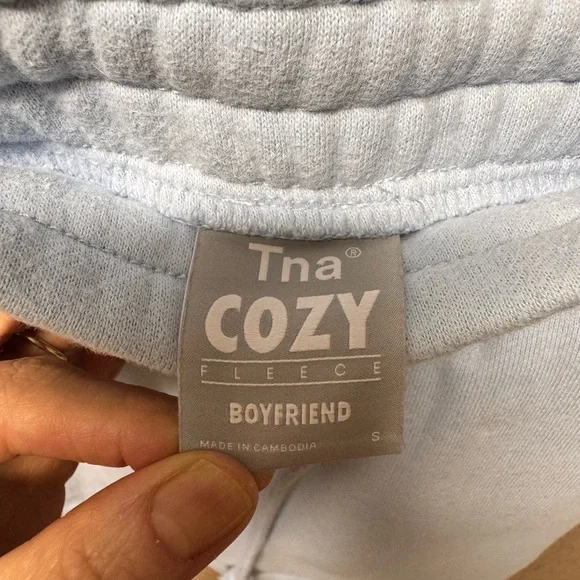 Tna®
COZY
FLEECE
BOYFRIEND
MADE IN CAMBODIA S